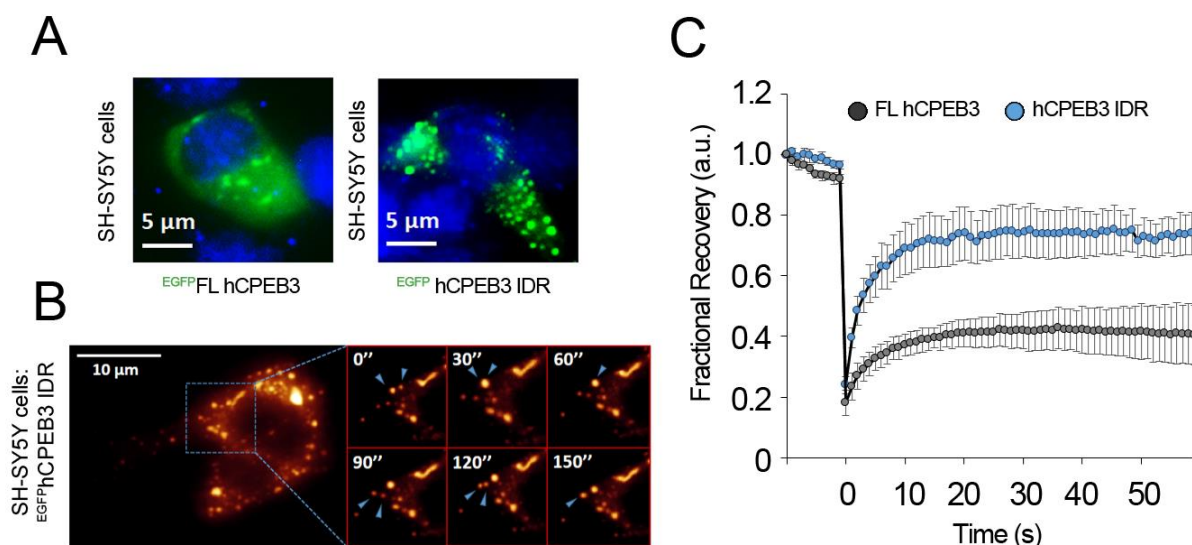 A
SH-SY5Y cells
5 µm
EGFPFL hCPEB3
SH-SY5Y cells
5 µm
EGFP hCPEB3 IDR
B
SH-SY5Y cells:
EGFPhCPEB3 IDR
10 µm
0’’
30’’
60’’
90’’
120’’
150’’
C
FL hCPEB3
hCPEB3 IDR
Fractional Recovery (a.u.)
1.2
1.0
0.8
0.6
0.4
0.2
0
0 10 20 30 40 50
Time (s)